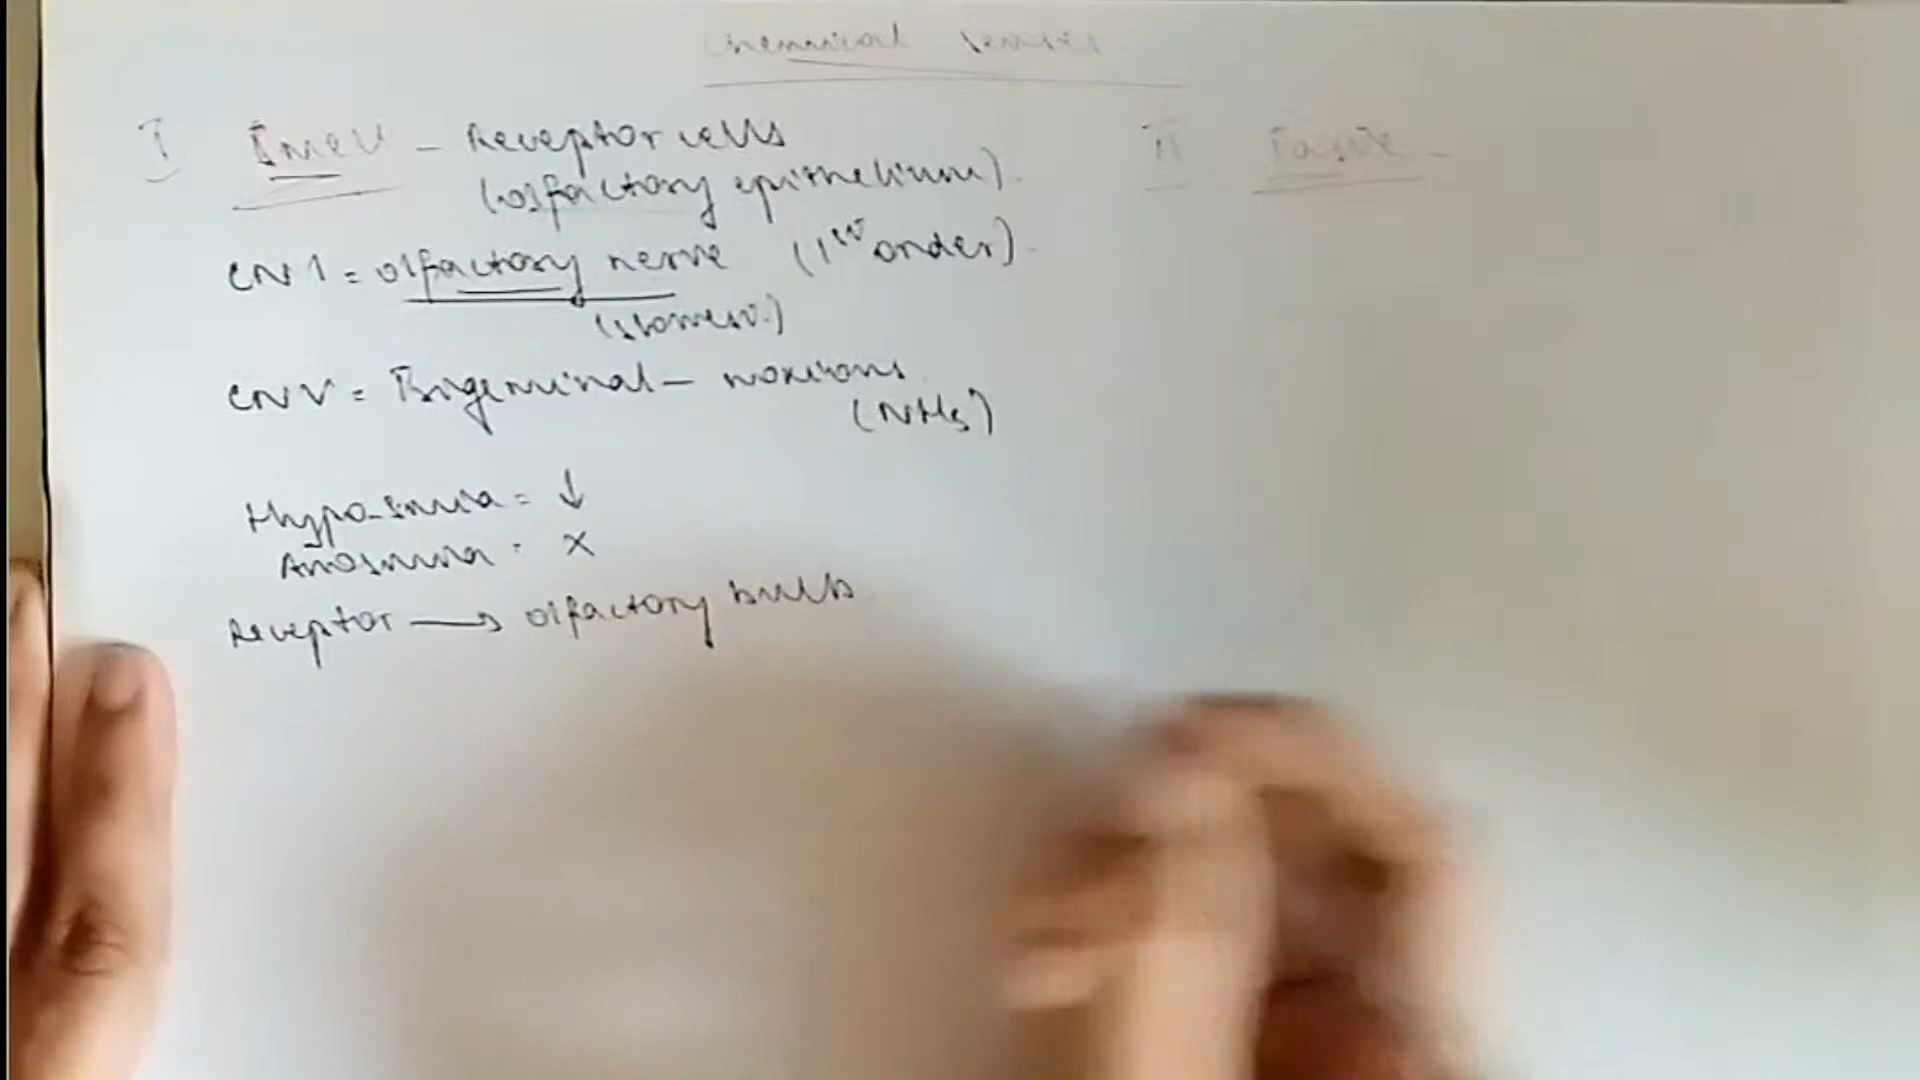 Chemical Senses
I Smell - Receptor cells
(olfactory epithelium).
CN 1 = olfactory nerve (1st order).
(slowest.)
CN V = Trigeminal - noxious
(NH3)
Hyposmia = ↓
Anosmia = ×
Receptor → olfactory bulb
II Taste -